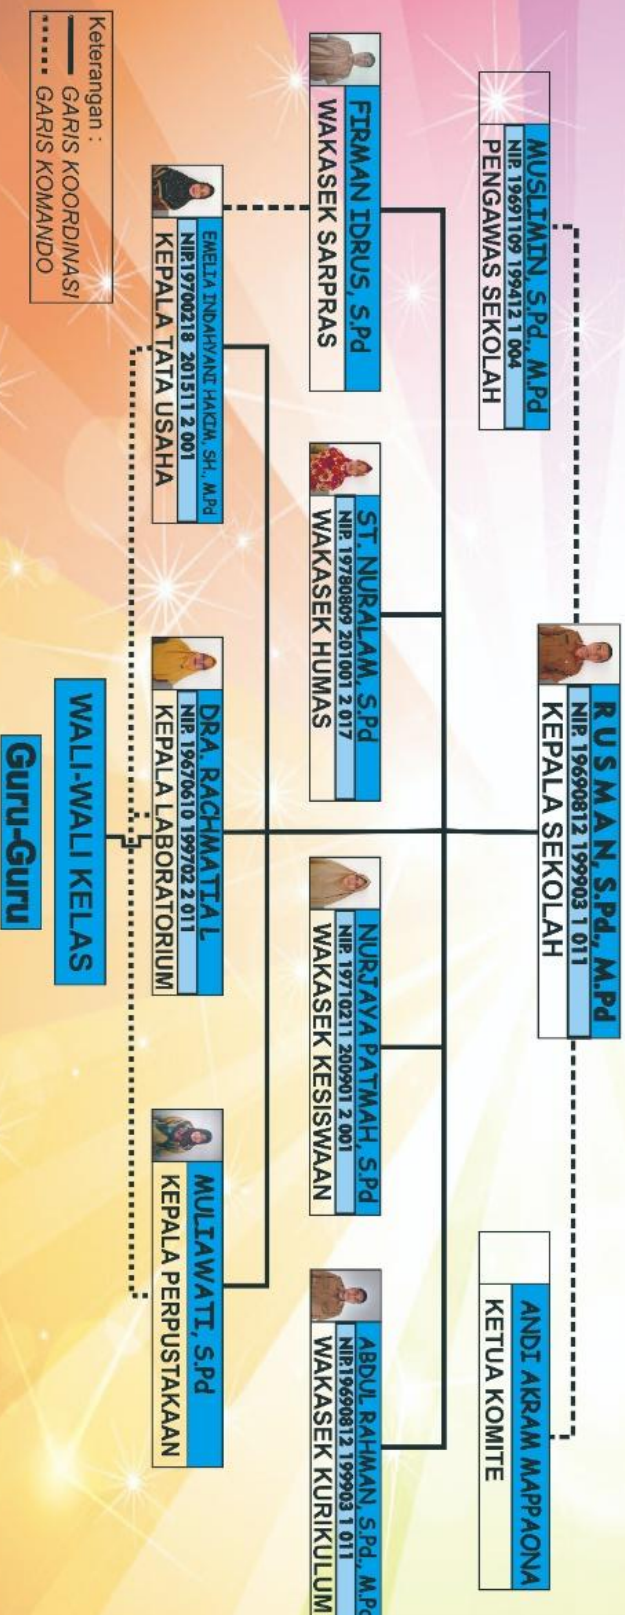 RUSMAN, S.Pd., M.Pd
NIP. 19690812 199903 1 011
KEPALA SEKOLAH
MUSLIMIN, S.Pd., M.Pd
NIP. 19691109 199412 1 004
PENGAWAS SEKOLAH
ANDI AKRAM MAPPAONA
KETUA KOMITE
FIRMAN IDRUS, S.Pd
WAKASEK SARPRAS
ST. NURALAM, S.Pd
NIP. 19780809 201001 2 017
WAKASEK HUMAS
NURJAYA PATMAH, S.Pd
NIP. 19710211 200901 2 001
WAKASEK KESISWAAN
ABDUL RAHMAN, S.Pd., M.Pd
NIP.19690812 199903 1 011
WAKASEK KURIKULUM
EMELIA INDAHYANI HAKIM, SH., M.Pd
NIP.19700218 201511 2 001
KEPALA TATA USAHA
DRA. RACHMATIA L
NIP. 19670610 199702 2 011
KEPALA LABORATORIUM
MULIAWATI, S.Pd
KEPALA PERPUSTAKAAN
WALI-WALI KELAS
Guru-Guru
Keterangan :
GARIS KOORDINASI
GARIS KOMANDO